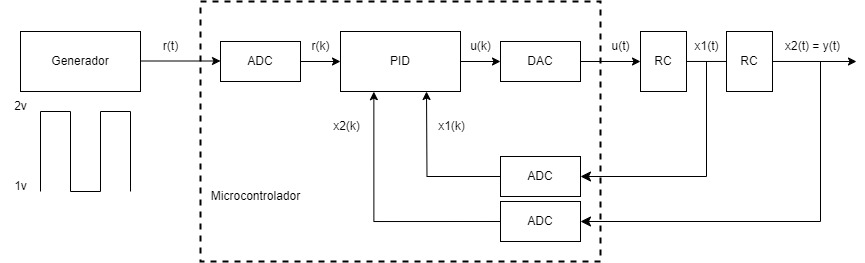 Generador
r(t)
ADC
r(k)
PID
u(k)
DAC
u(t)
RC
x1(t)
RC
x2(t) = y(t)
2v
1v
x2(k)
x1(k)
ADC
ADC
Microcontrolador